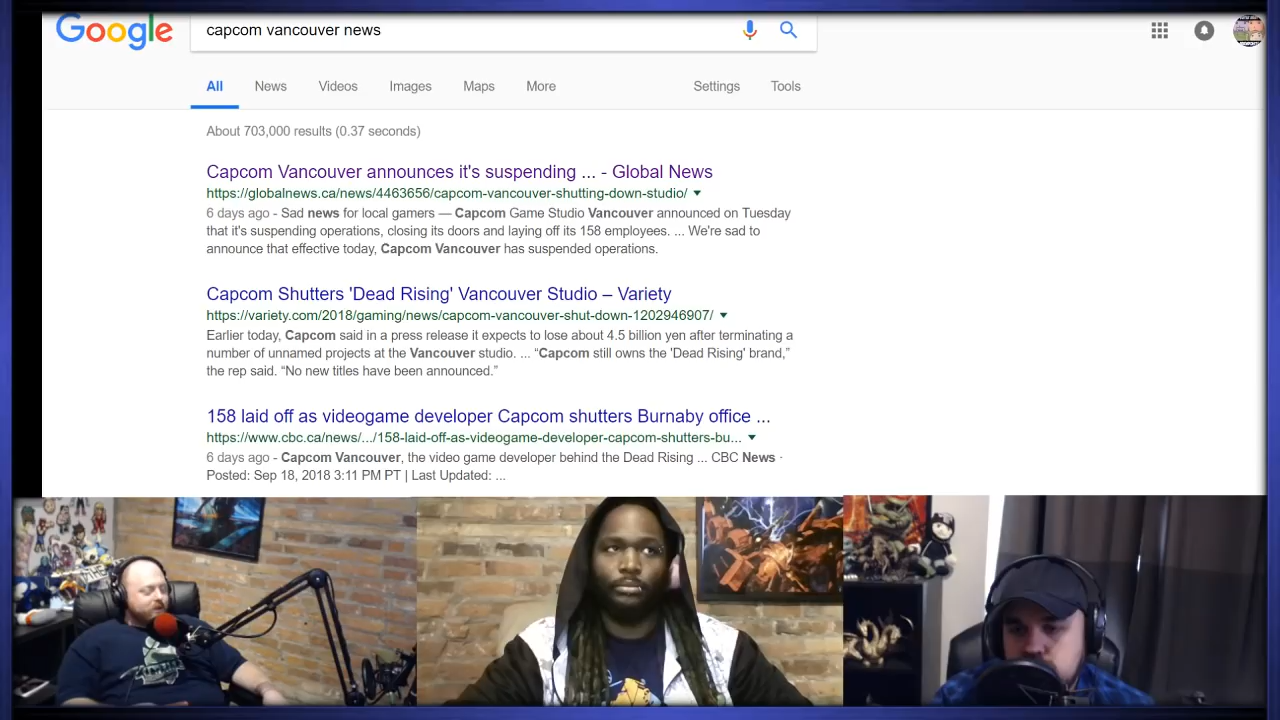 Google
capcom vancouver news
All News Videos Images Maps More Settings Tools
About 703,000 results (0.37 seconds)
Capcom Vancouver announces it's suspending ... - Global News
https://globalnews.ca/news/4463656/capcom-vancouver-shutting-down-studio/
6 days ago - Sad news for local gamers — Capcom Game Studio Vancouver announced on Tuesday
that it's suspending operations, closing its doors and laying off its 158 employees. ... We're sad to
announce that effective today, Capcom Vancouver has suspended operations.
Capcom Shutters 'Dead Rising' Vancouver Studio – Variety
https://variety.com/2018/gaming/news/capcom-vancouver-shut-down-1202946907/
Earlier today, Capcom said in a press release it expects to lose about 4.5 billion yen after terminating a
number of unnamed projects at the Vancouver studio. ... “Capcom still owns the 'Dead Rising' brand,”
the rep said. “No new titles have been announced.”
158 laid off as videogame developer Capcom shutters Burnaby office ...
https://www.cbc.ca/news/.../158-laid-off-as-videogame-developer-capcom-shutters-bu...
6 days ago - Capcom Vancouver, the video game developer behind the Dead Rising ... CBC News ·
Posted: Sep 18, 2018 3:11 PM PT | Last Updated: ...